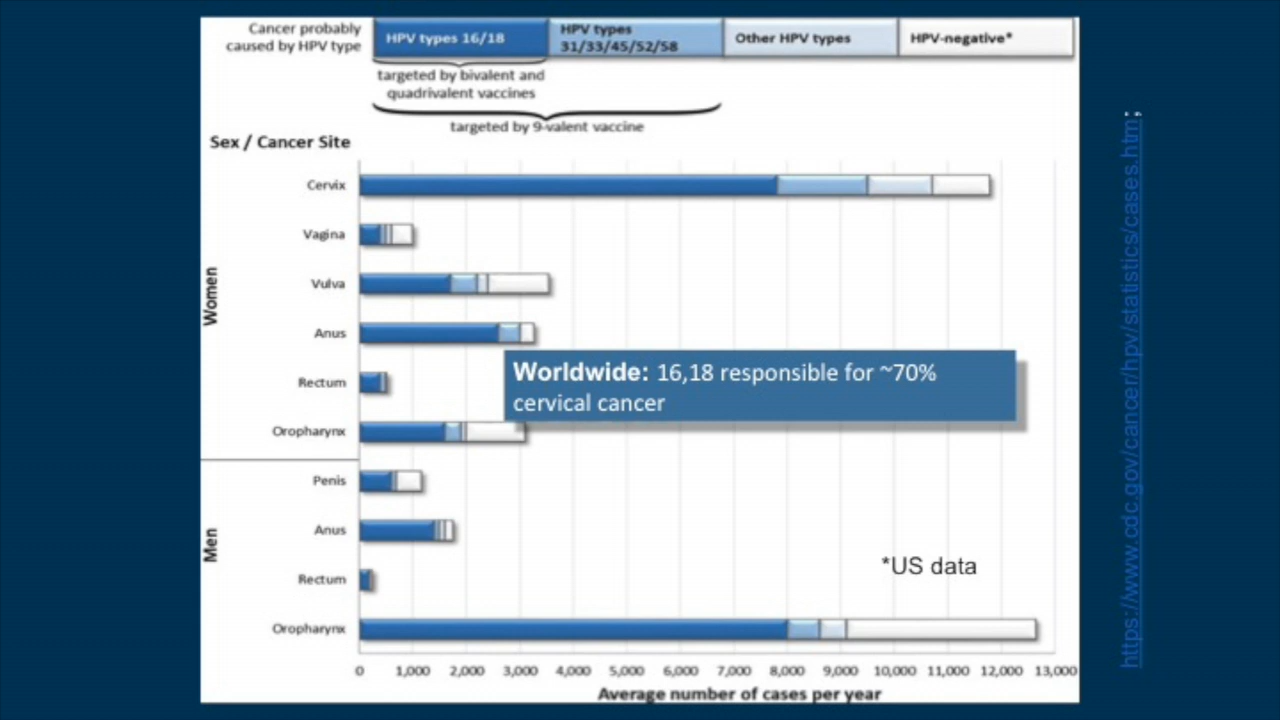 Cancer probably
caused by HPV type
HPV types 16/18
HPV types
31/33/45/52/58
Other HPV types
HPV-negative*
targeted by bivalent and
quadrivalent vaccines
targeted by 9-valent vaccine
Sex / Cancer Site
Women
Cervix
Vagina
Vulva
Anus
Rectum
Oropharynx
Worldwide: 16,18 responsible for ~70%
cervical cancer
Men
Penis
Anus
Rectum
Oropharynx
*US data
0 1,000 2,000 3,000 4,000 5,000 6,000 7,000 8,000 9,000 10,000 11,000 12,000 13,000
Average number of cases per year
https://www.cdc.gov/cancer/hpv/statistics/cases.htm;